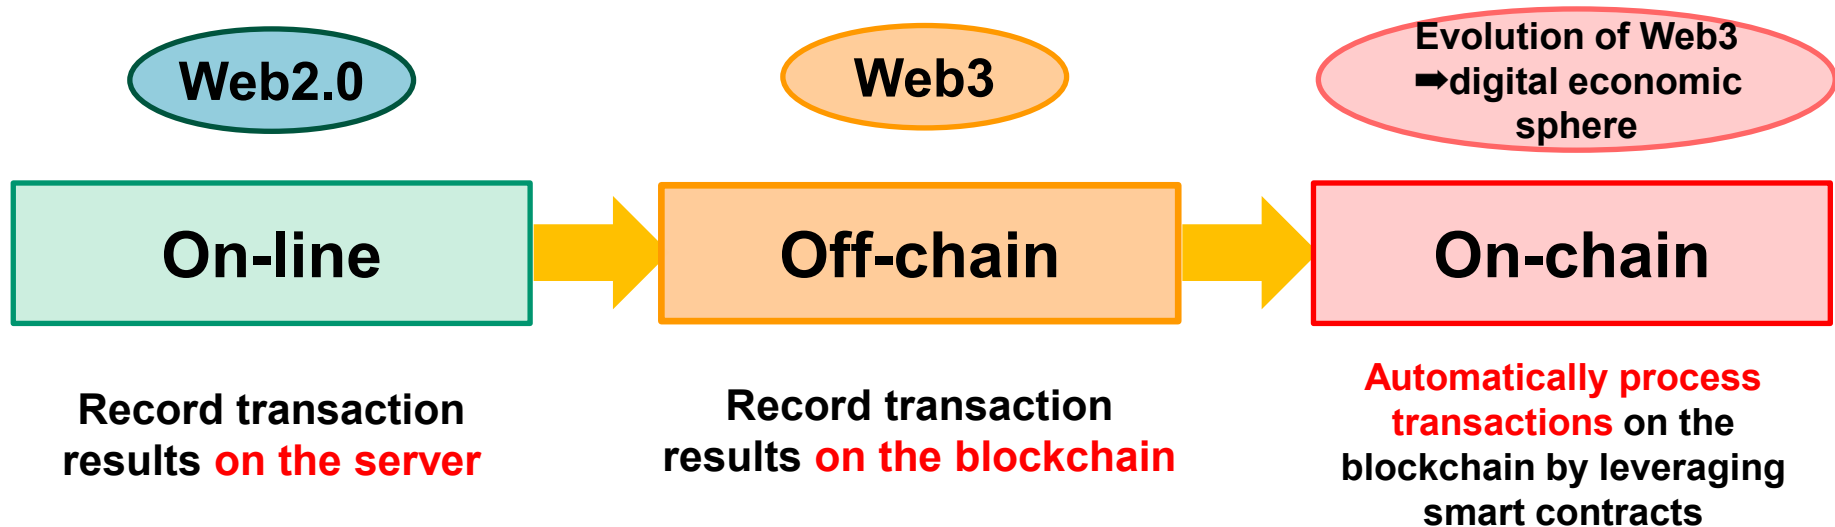 Web2.0
Web3
Evolution of Web3
➡digital economic
sphere
On-line
Off-chain
On-chain
Record transaction
results on the server
Record transaction
results on the blockchain
Automatically process
transactions on the
blockchain by leveraging
smart contracts